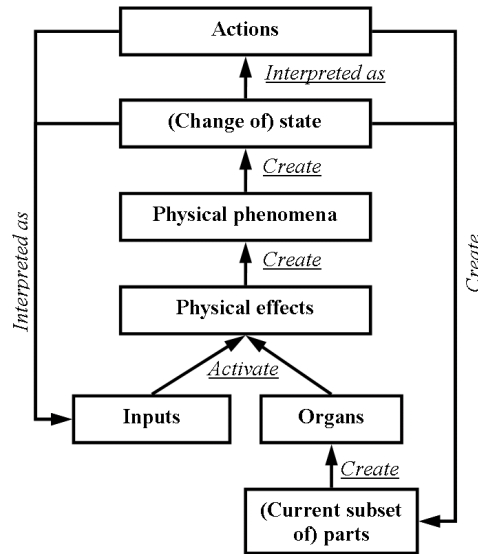 Actions
Interpreted as
(Change of) state
Create
Physical phenomena
Interpreted as
Create
Create
Physical effects
Activate
Inputs
Organs
Create
(Current subset
of) parts